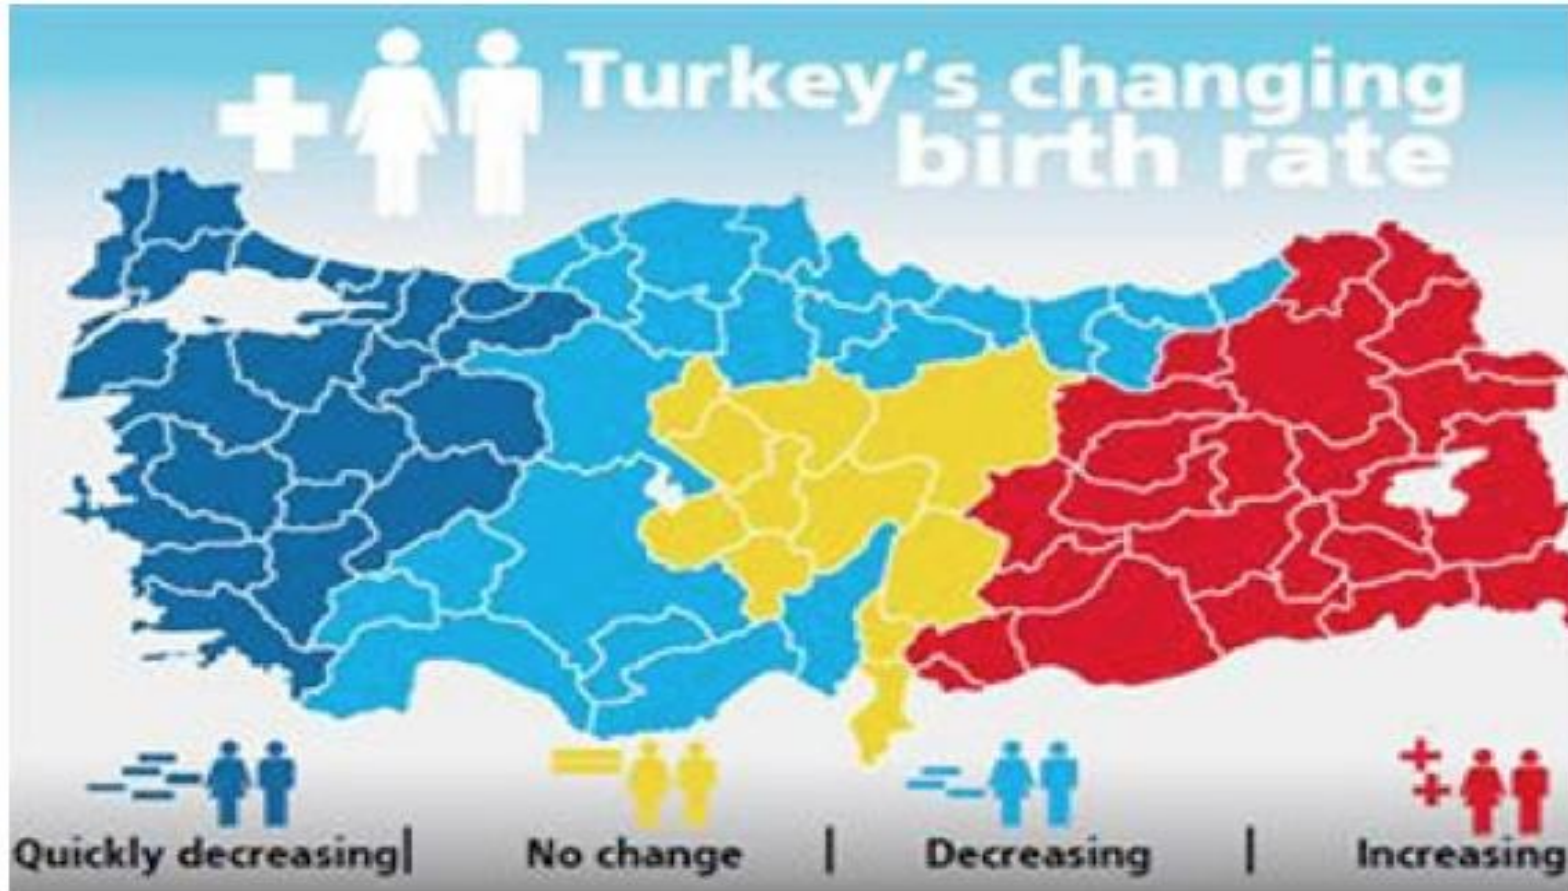 Turkey's changing
birth rate
Quickly decreasing|
No change
|
Decreasing
|
Increasing